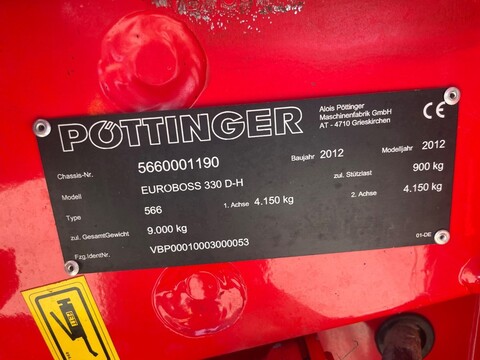 PÖTTINGER
Alois Pöttinger
Maschinenfabrik GmbH
AT - 4710 Grieskirchen
CE
Chassis-Nr. 5660001190 Baujahr 2012 Modelljahr 2012
Modell EUROBOSS 330 D-H zul. Stützlast 900 kg
Type 566 1. Achse 4.150 kg 2. Achse 4.150 kg
zul. GesamtGewicht 9.000 kg
Fzg.IdentNr. VBP00010003000053 01-DE